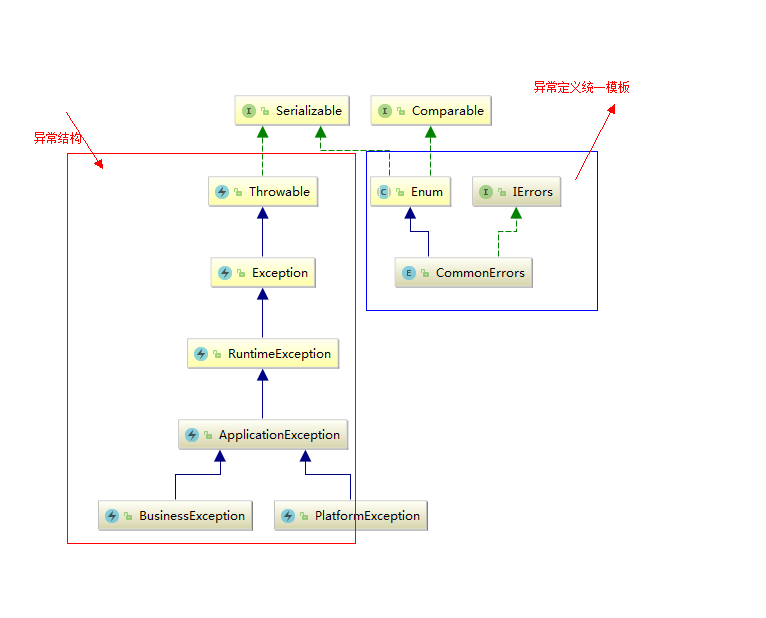 异常定义统一模板
I Serializable
I Comparable
异常结构
Throwable
C Enum
I IErrors
Exception
E CommonErrors
RuntimeException
ApplicationException
BusinessException
PlatformException